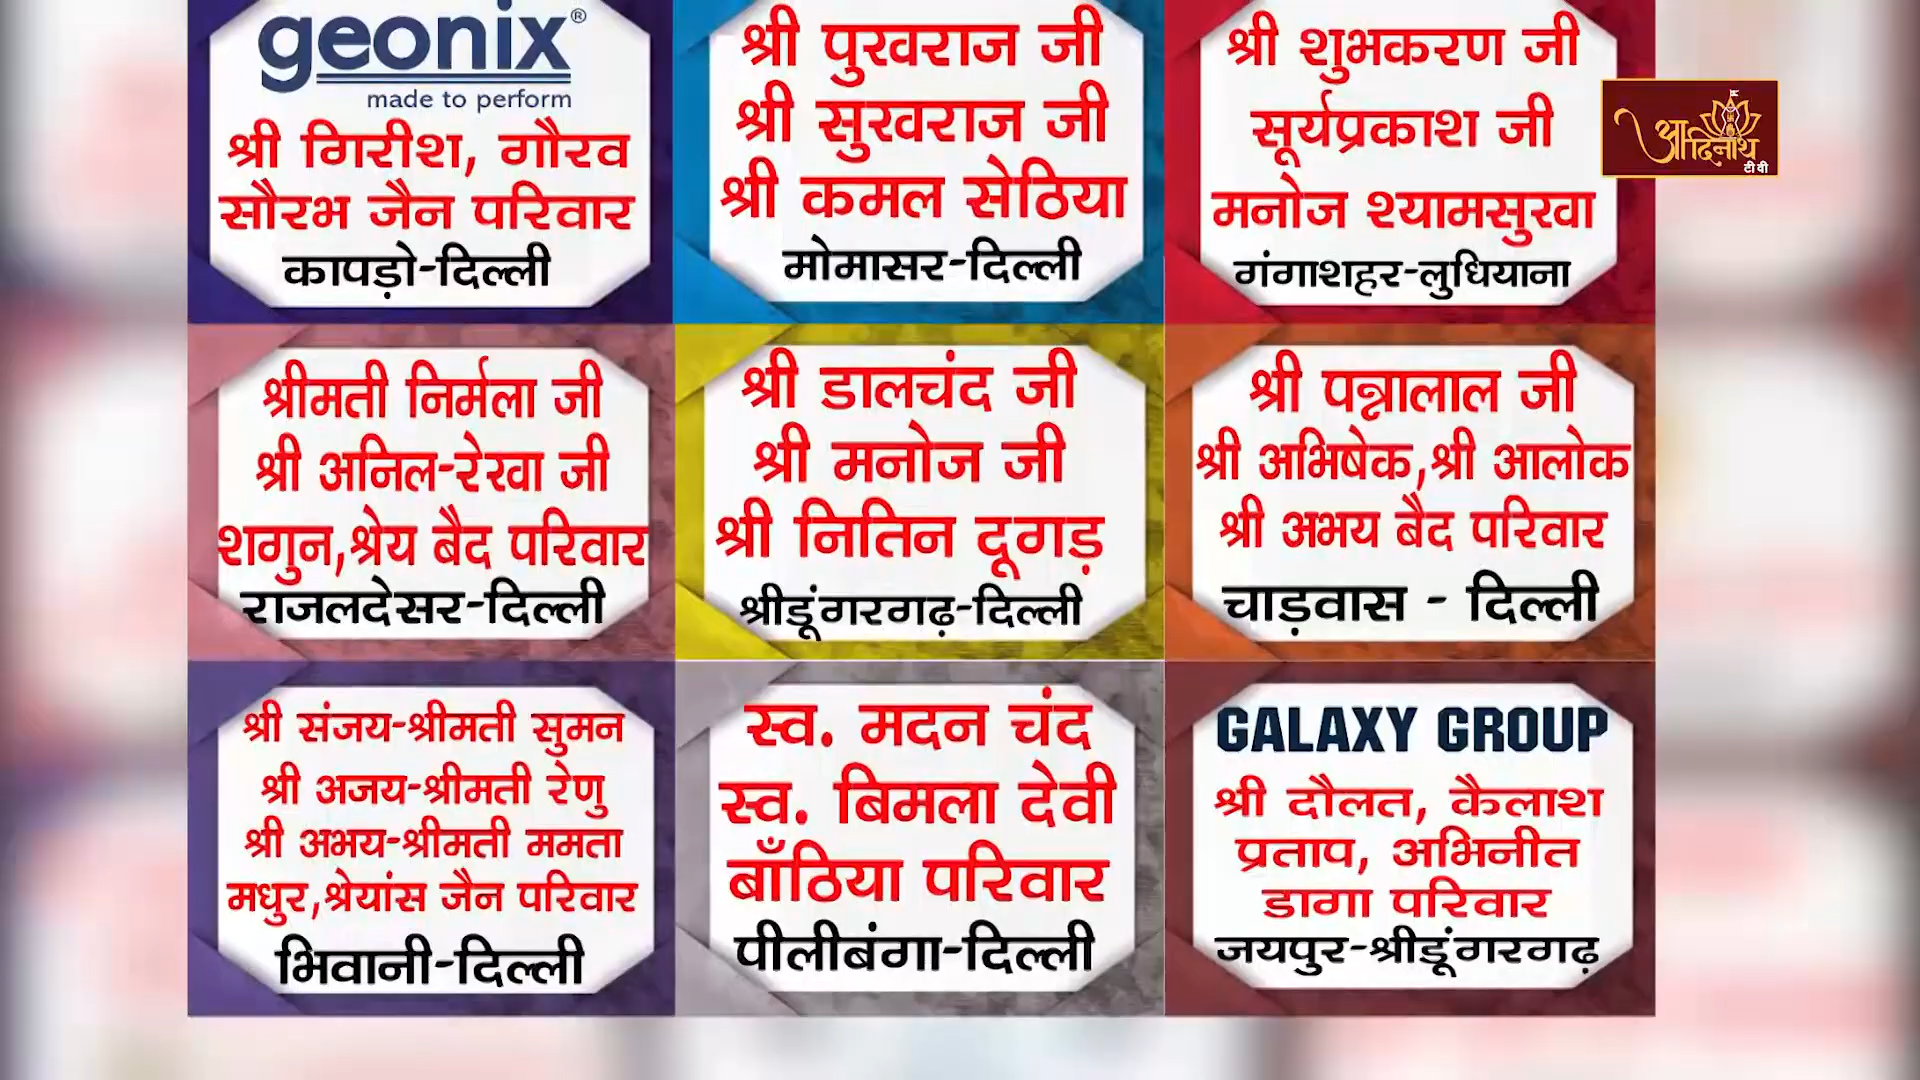 geonix®
made to perform
श्री गिरीश, गौरव
सौरभ जैन परिवार
कापड़ो-दिल्ली
श्री पुखराज जी
श्री सुखराज जी
श्री कमल सेठिया
मोमासर-दिल्ली
श्री शुभकरण जी
सूर्यप्रकाश जी
मनोज श्यामसुखा
गंगाशहर-लुधियाना
आदिनाथ
टी वी
श्रीमती निर्मला जी
श्री अनिल-रेखा जी
शगुन,श्रेय बैद परिवार
राजलदेसर-दिल्ली
श्री डालचंद जी
श्री मनोज जी
श्री नितिन दूगड़
श्रीडूंगरगढ़-दिल्ली
श्री पन्नालाल जी
श्री अभिषेक,श्री आलोक
श्री अभय बैद परिवार
चाड़वास - दिल्ली
श्री संजय-श्रीमती सुमन
श्री अजय-श्रीमती रेणु
श्री अभय-श्रीमती ममता
मधुर,श्रेयांस जैन परिवार
भिवानी-दिल्ली
स्व. मदन चंद
स्व. बिमला देवी
बाँठिया परिवार
पीलीबंगा-दिल्ली
GALAXY GROUP
श्री दौलत, कैलाश
प्रताप, अभिनीत
डागा परिवार
जयपुर-श्रीडूंगरगढ़